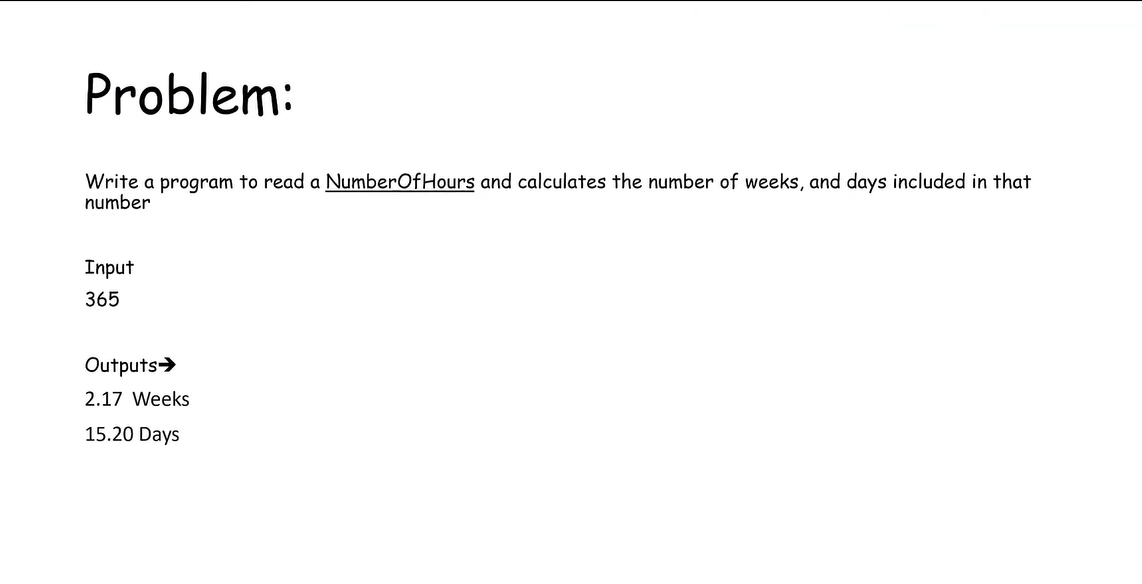 Problem:
Write a program to read a NumberOfHours and calculates the number of weeks, and days included in that
number
Input
365
Outputs➔
2.17  Weeks
15.20 Days